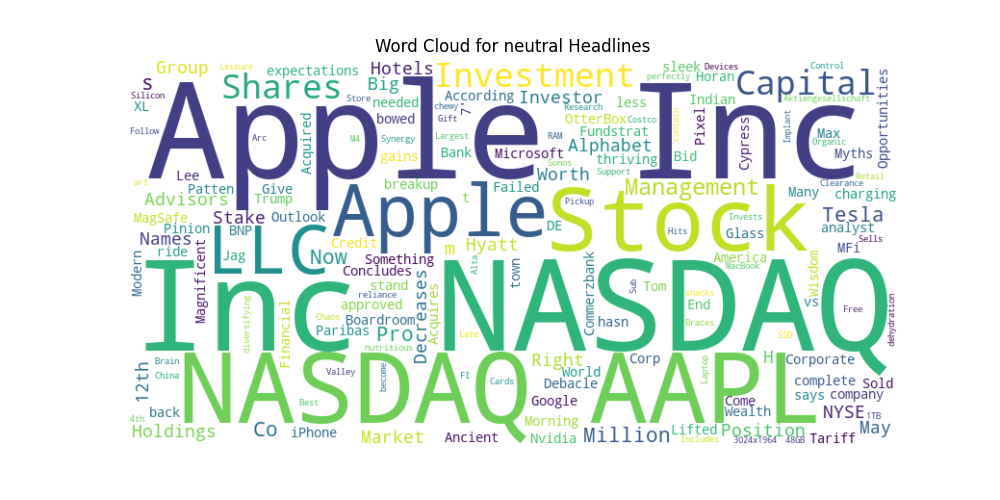 Word Cloud for neutral Headlines
Apple Inc
Inc NASDAQ
NASDAQ AAPL
Apple
Stock
LLC
Shares
Investment
Capital
Group
expectations
Hotels
Big
sleek
Devices
Control
Leisure
perfectly
Horan
s
Silicon
XL
Store
needed
According
Investor
chewy
7"
Research
less
Indian
Aktiengesellschaft
Opportunities
Follow
Arc
Acquired
M4
bowed
Gift
Synergy
Largest
OtterBox
Costco
Fundstrat
Alphabet
contain
Pixel
Cypress
Implant
Max
Organic
Myths
gains
Bank
Microsoft
RAM
Sonos
thriving
Support
Bid
Retail
Lee
Worth
art
Patten
Give
Trump
breakup
t
Failed
Pickup
Management
Many
Clearance
charging
Advisors
MagSafe
Stake
Outlook
DE
Invests
Tesla
Pinion
BNP
Credit
m
Hyatt
Hits
Glass
analyst
Names
Now
Jag
Something
America
MFi
Sells
ride
Concludes
Alta
town
MacBook
Wisdom
Modern
Magnificent
stand
reliance
Decreases
Acquires
Commerzbank
Sub
Tom
snacks
vs
diversifying
Financial
approved
End
Free
dehydration
Chaos
Boardroom
Paribas
Pro
Late
hasn
Braces
SSD
nutritious
Brain
China
Valley
become
FI
Right
World
Corp
Laptop
H
Corporate
12th
Best
Cards
Debacle
complete
Sold
back
Google
Come
says
company
4th
Wealth
NYSE
1TB
Holdings
Co
iPhone
Market
Ancient
Morning
Nvidia
Million
Lifted
Includes
Position
3024x1964
48GB
Tariff
May